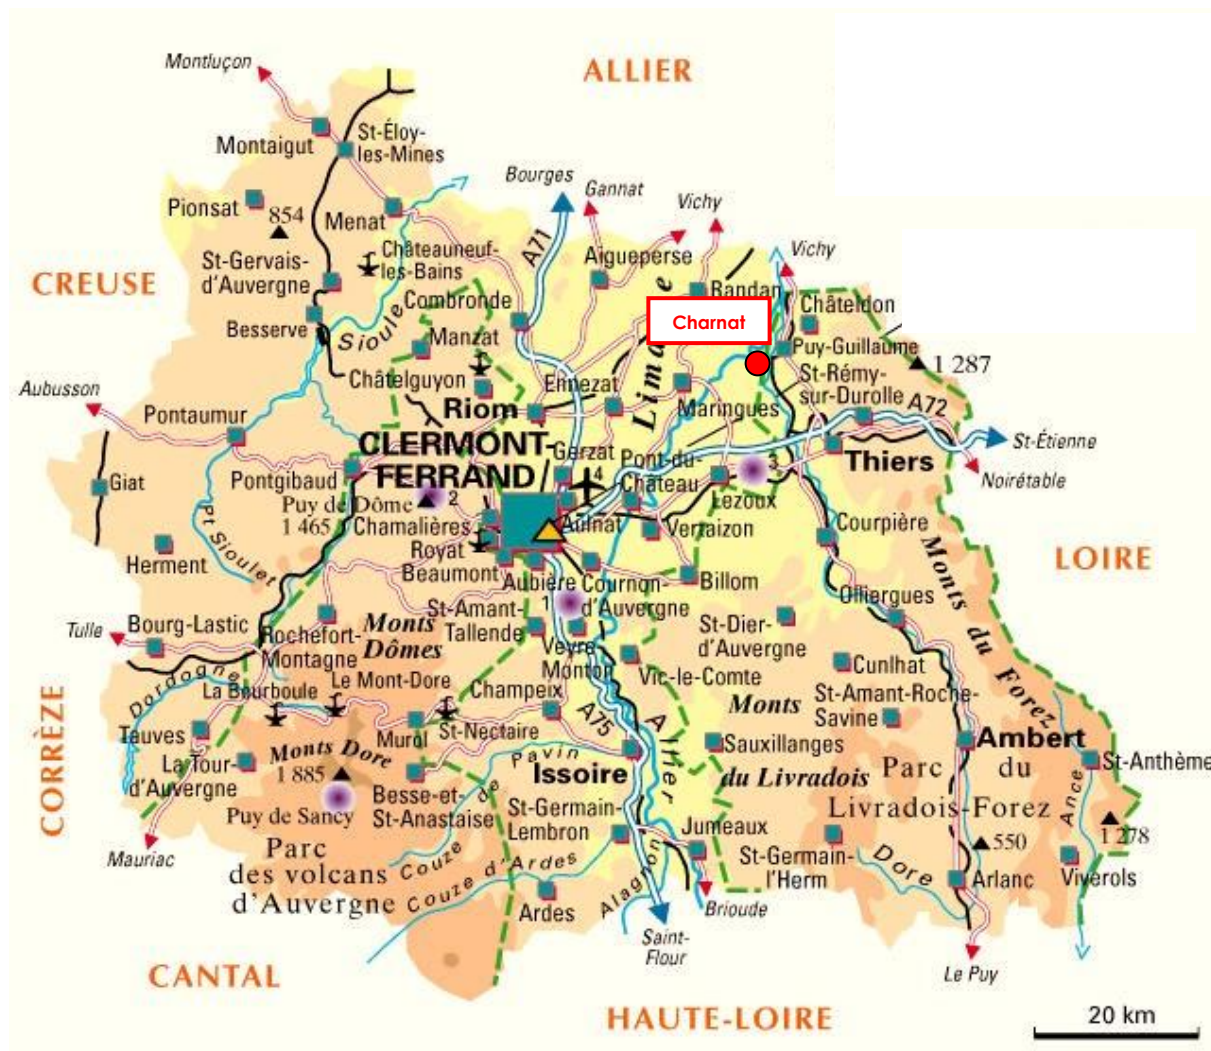 Montluçon
ALLIER
Montaigut
St-Éloy-
les-Mines
Bourges
Gannat
Vichy
Pionsat
854
Menat
A71
Vichy
CREUSE
St-Gervais-
d'Auvergne
Châteauneuf-
les-Bains
Aigueperse
Randan
Combronde
Châteldon
Besserve
Sioule
Manzat
Charnat
Puy-Guillaume
1 287
Aubusson
Châtelguyon
Ennezat
Limagne
St-Rémy-
sur-Durolle
A72
Pontaumur
Riom
Maringues
St-Étienne
CLERMONT-
FERRAND
Gerzat
Pont-du-
Château
3
Thiers
Noirétable
Giat
Pontgibaud
Puy de Dôme
1 465
2
4
Lezoux
Pt Sioulet
Chamalières
Aulnat
Vertaizon
Courpière
Royat
Herment
Beaumont
Aubière
Cournon-
d'Auvergne
Billom
LOIRE
Monts du Forez
1
St-Amant-
Tallende
Olliergues
Tulle
Bourg-Lastic
Rochefort-
Montagne
Monts
Dômes
Veyre-
Monton
St-Dier-
d'Auvergne
Vic-le-Comte
Cunlhat
Dordogne
La Bourboule
Le Mont-Dore
Champeix
Monts
St-Amant-Roche-
Savine
CORRÈZE
Tauves
Murol
St-Nectaire
A75
Allier
Sauxillanges
Ambert
La Tour-
d'Auvergne
Monts Dore
1 885
Couze de Pavin
Issoire
du Livradois
Parc
du
Livradois-Forez
St-Anthème
Besse-et-
St-Anastaise
Puy de Sancy
St-Germain-
Lembron
Jumeaux
Ance
1 278
Mauriac
Parc
des volcans
d'Auvergne
Couze d'Ardes
Alagnon
St-Germain-
l'Herm
Dore
550
Arlanc
Viverols
Ardes
Brioude
Saint-
Flour
Le Puy
CANTAL
HAUTE-LOIRE
20 km